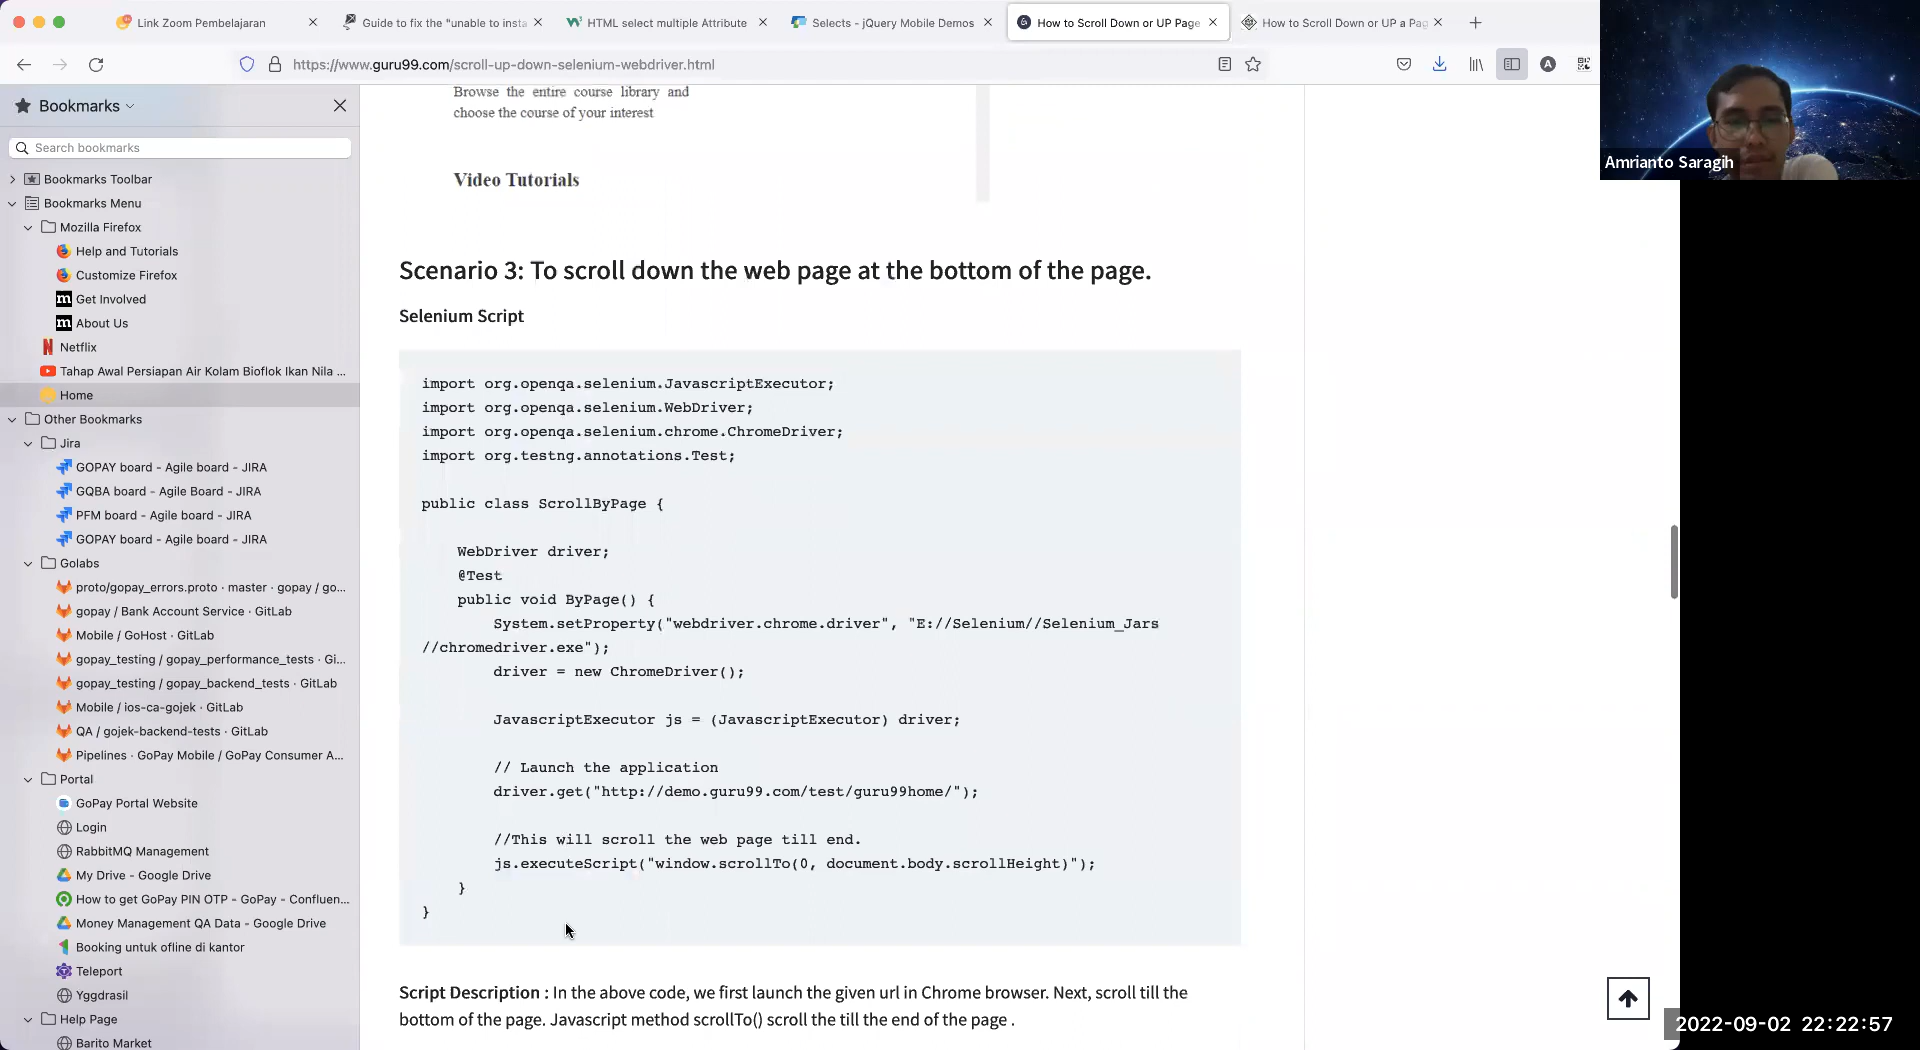 Link Zoom Pembelajaran
Guide to fix the "unable to insta
HTML select multiple Attribute
Selects - jQuery Mobile Demos
How to Scroll Down or UP Page
How to Scroll Down or UP a Pag
https://www.guru99.com/scroll-up-down-selenium-webdriver.html
Amrianto Saragih
Bookmarks
Search bookmarks
Bookmarks Toolbar
Bookmarks Menu
Mozilla Firefox
Help and Tutorials
Customize Firefox
Get Involved
About Us
Netflix
Tahap Awal Persiapan Air Kolam Bioflok Ikan Nila ...
Home
Other Bookmarks
Jira
GOPAY board - Agile board - JIRA
GQBA board - Agile Board - JIRA
PFM board - Agile board - JIRA
GOPAY board - Agile board - JIRA
Golabs
proto/gopay_errors.proto · master · gopay / go...
gopay / Bank Account Service · GitLab
Mobile / GoHost · GitLab
gopay_testing / gopay_performance_tests · Gi...
gopay_testing / gopay_backend_tests · GitLab
Mobile / ios-ca-gojek · GitLab
QA / gojek-backend-tests · GitLab
Pipelines · GoPay Mobile / GoPay Consumer A...
Portal
GoPay Portal Website
Login
RabbitMQ Management
My Drive - Google Drive
How to get GoPay PIN OTP - GoPay - Confluen...
Money Management QA Data - Google Drive
Booking untuk ofline di kantor
Teleport
Yggdrasil
Help Page
Barito Market
Browse the entire course library and
choose the course of your interest
Video Tutorials
Scenario 3: To scroll down the web page at the bottom of the page.
Selenium Script
import org.openqa.selenium.JavascriptExecutor;
import org.openqa.selenium.WebDriver;
import org.openqa.selenium.chrome.ChromeDriver;
import org.testng.annotations.Test;
public class ScrollByPage {
WebDriver driver;
@Test
public void ByPage() {
System.setProperty("webdriver.chrome.driver", "E://Selenium//Selenium_Jars
//chromedriver.exe");
driver = new ChromeDriver();
JavascriptExecutor js = (JavascriptExecutor) driver;
// Launch the application
driver.get("http://demo.guru99.com/test/guru99home/");
//This will scroll the web page till end.
js.executeScript("window.scrollTo(0, document.body.scrollHeight)");
}
}
Script Description : In the above code, we first launch the given url in Chrome browser. Next, scroll till the
bottom of the page. Javascript method scrollTo() scroll the till the end of the page .
2022-09-02 22:22:57